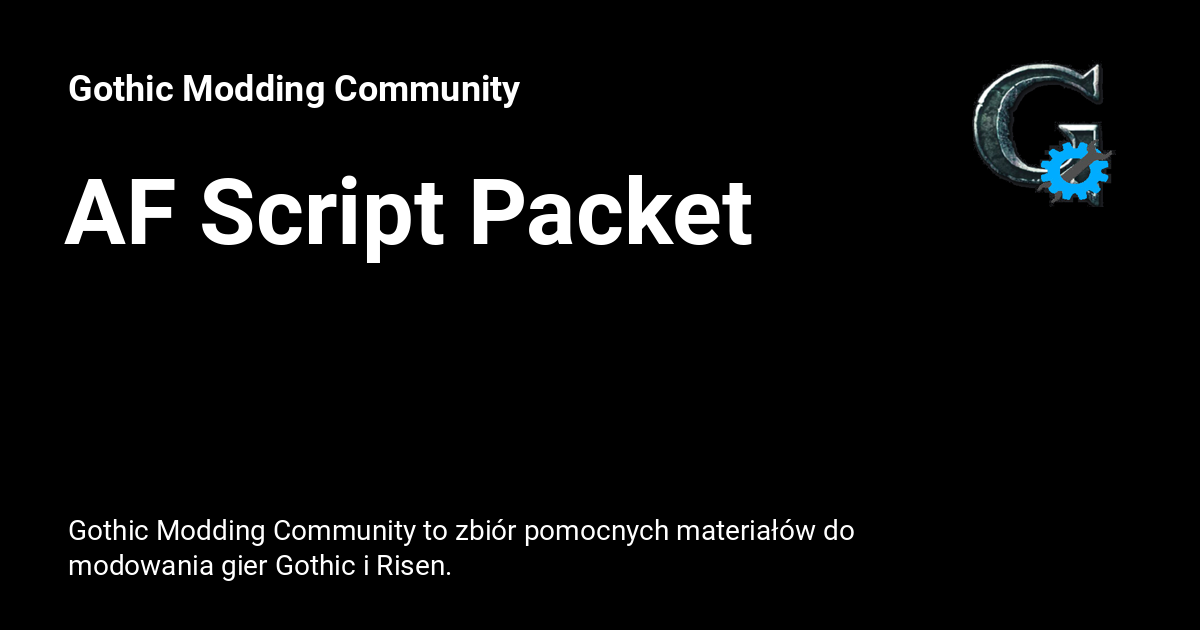 Gothic Modding Community
AF Script Packet
Gothic Modding Community to zbiór pomocnych materiałów do
modowania gier Gothic i Risen.